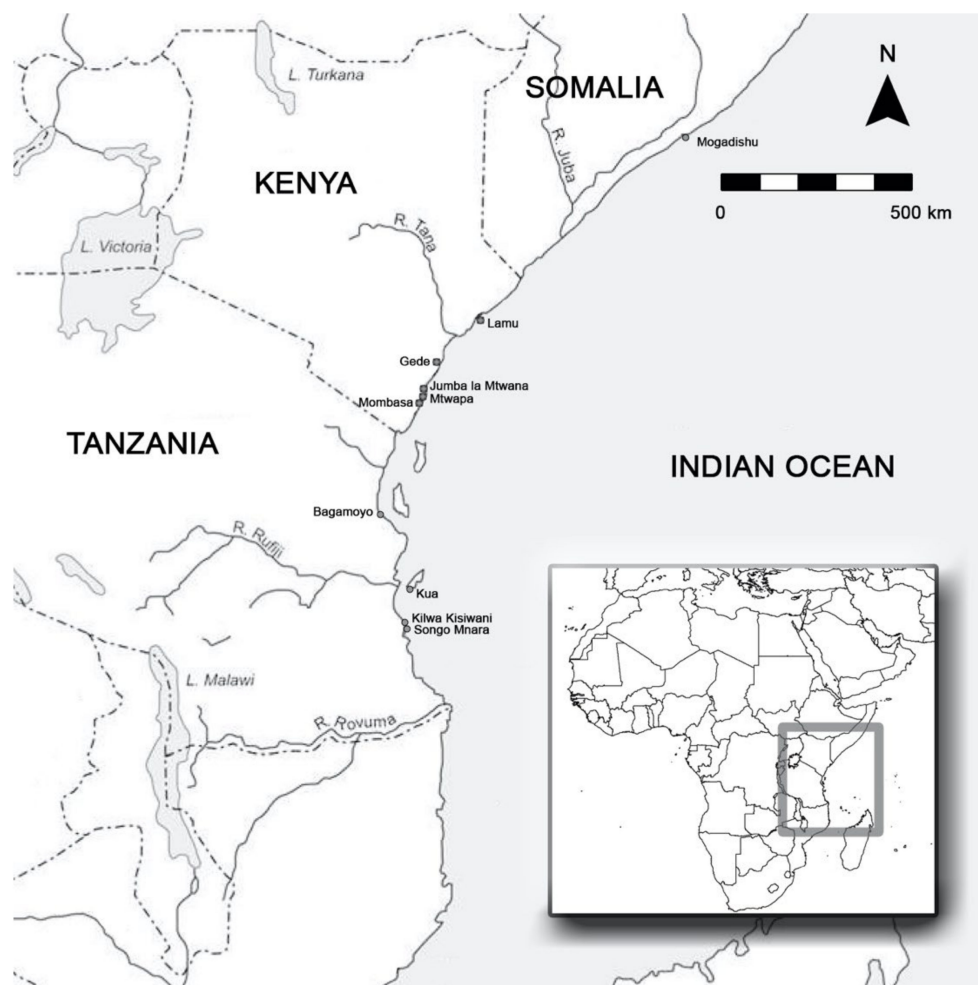 L. Turkana
SOMALIA
N
R. Juba
Mogadishu
KENYA
0
500 km
R. Tana
L. Victoria
Lamu
Gede
Jumba la Mtwana
Mtwapa
Mombasa
TANZANIA
INDIAN OCEAN
Bagamoyo
R. Rufiji
Kua
Kilwa Kisiwani
Songo Mnara
L. Malawi
R. Rovuma